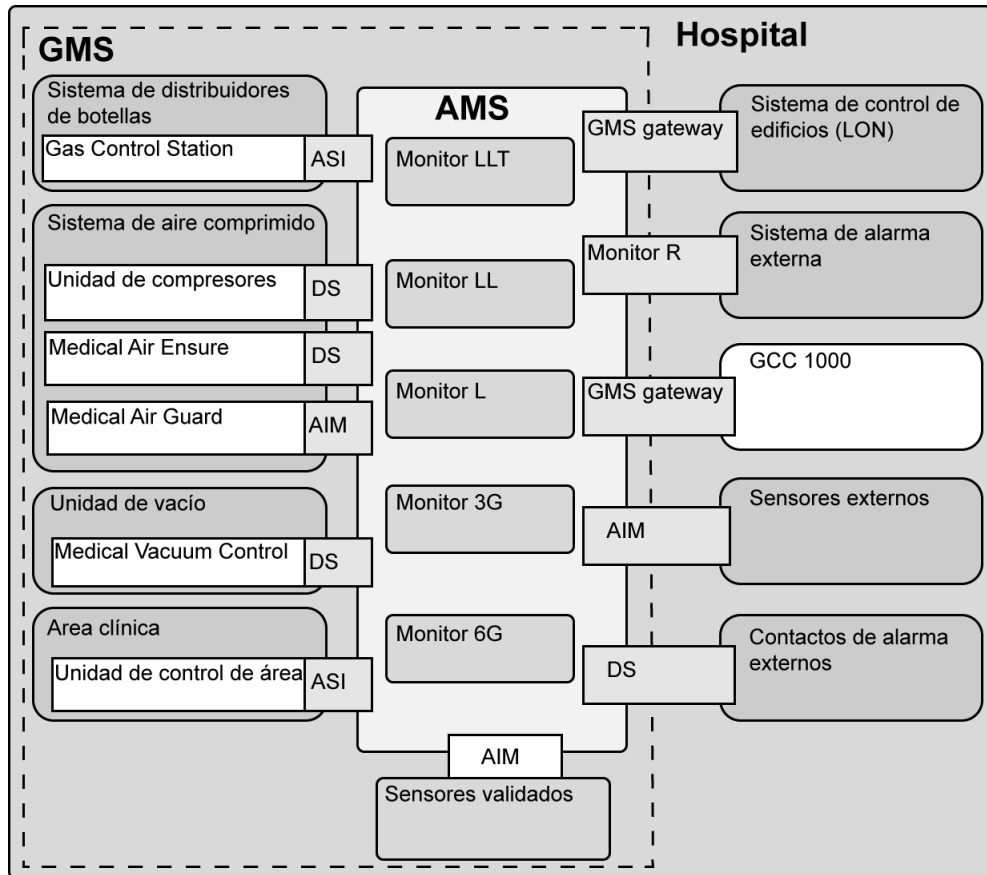 GMS
Hospital
Sistema de distribuidores
de botellas
Gas Control Station
ASI
Sistema de aire comprimido
Unidad de compresores
DS
Medical Air Ensure
DS
Medical Air Guard
AIM
Unidad de vacío
Medical Vacuum Control
DS
Area clínica
Unidad de control de área
ASI
AMS
Monitor LLT
Monitor LL
Monitor L
Monitor 3G
Monitor 6G
AIM
Sensores validados
GMS gateway
Sistema de control de
edificios (LON)
Monitor R
Sistema de alarma
externa
GMS gateway
GCC 1000
AIM
Sensores externos
DS
Contactos de alarma
externos